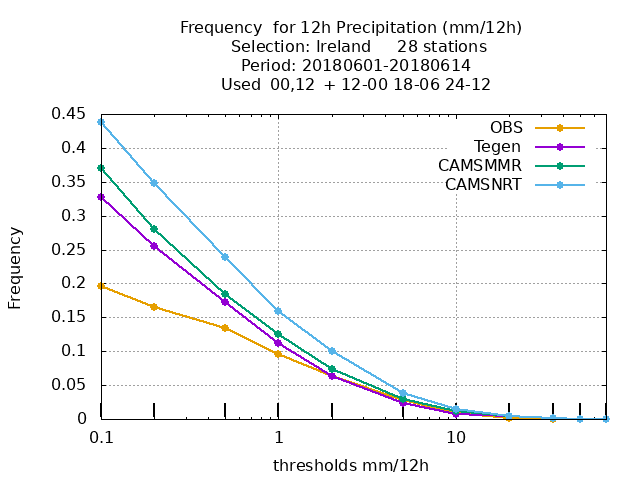 Frequency  for 12h Precipitation (mm/12h)
Selection: Ireland     28 stations
Period: 20180601-20180614
Used  00,12  + 12-00 18-06 24-12
OBS
Tegen
CAMSMMR
CAMSNRT
Frequency
0.45
0.4
0.35
0.3
0.25
0.2
0.15
0.1
0.05
0
0.1 1 10
thresholds mm/12h